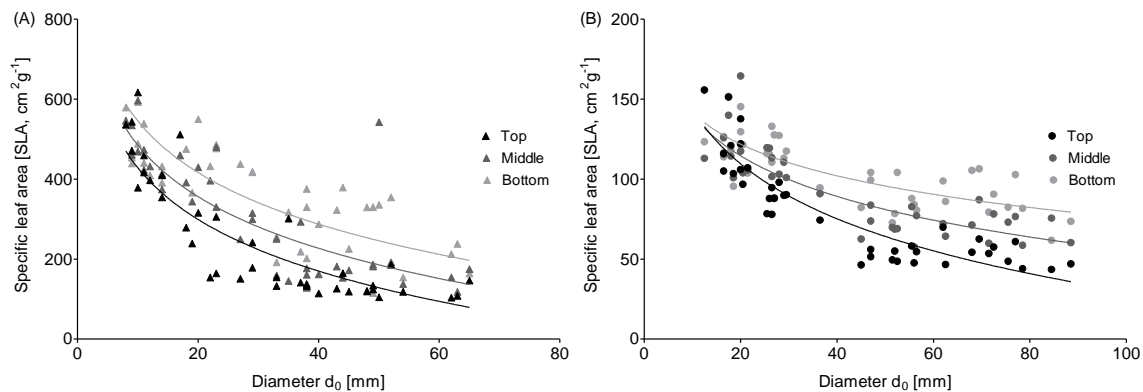 (A)
800
600
400
200
0
Specific leaf area [SLA, cm²g⁻¹]
0 20 40 60 80
Diameter d₀ [mm]
Top
Middle
Bottom
(B)
200
150
100
50
0
Specific leaf area [SLA, cm²g⁻¹]
0 20 40 60 80 100
Diameter d₀ [mm]
Top
Middle
Bottom